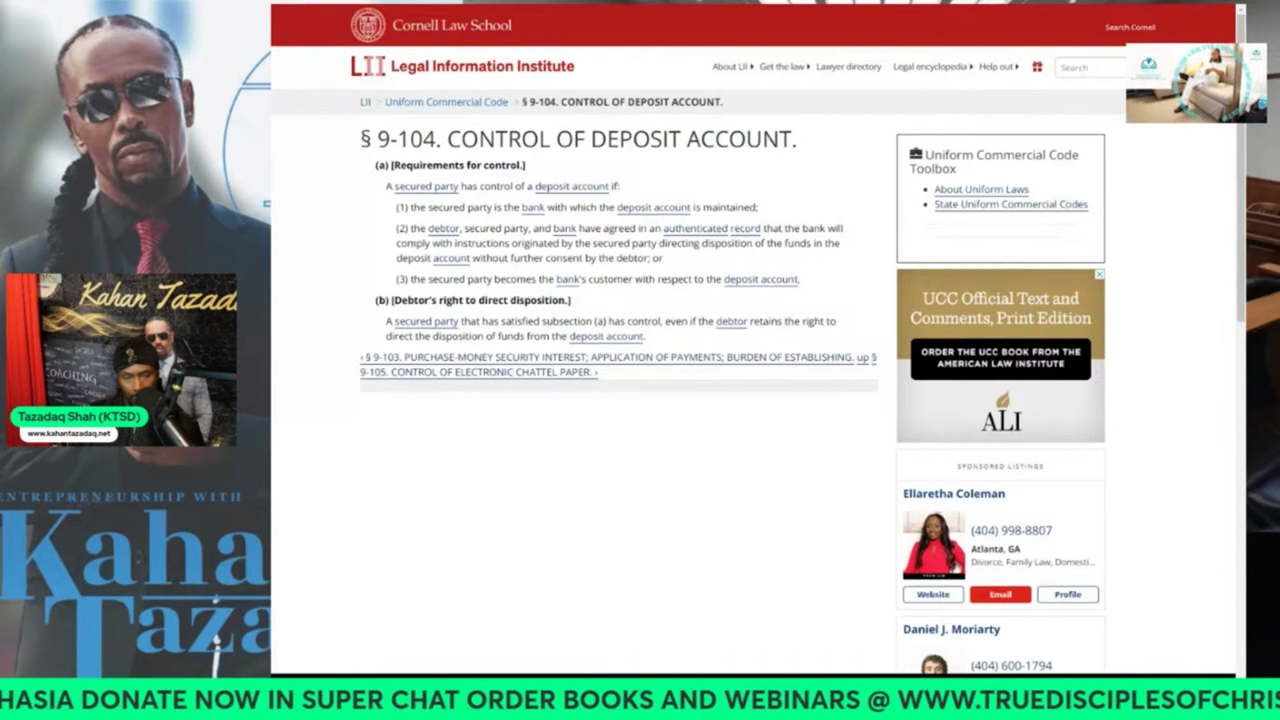 Cornell Law School
Search Cornell
LII Legal Information Institute
About LII
Get the law
Lawyer directory
Legal encyclopedia
Help out
Search
LII > Uniform Commercial Code > § 9-104. CONTROL OF DEPOSIT ACCOUNT.
§ 9-104. CONTROL OF DEPOSIT ACCOUNT.
(a) [Requirements for control.]
A secured party has control of a deposit account if:
(1) the secured party is the bank with which the deposit account is maintained;
(2) the debtor, secured party, and bank have agreed in an authenticated record that the bank will
comply with instructions originated by the secured party directing disposition of the funds in the
deposit account without further consent by the debtor; or
(3) the secured party becomes the bank's customer with respect to the deposit account.
(b) [Debtor's right to direct disposition.]
A secured party that has satisfied subsection (a) has control, even if the debtor retains the right to
direct the disposition of funds from the deposit account.
‹ § 9-103. PURCHASE-MONEY SECURITY INTEREST; APPLICATION OF PAYMENTS; BURDEN OF ESTABLISHING. up §
9-105. CONTROL OF ELECTRONIC CHATTEL PAPER. ›
Uniform Commercial Code
Toolbox
• About Uniform Laws
• State Uniform Commercial Codes
UCC Official Text and
Comments, Print Edition
ORDER THE UCC BOOK FROM THE
AMERICAN LAW INSTITUTE
ALI
SPONSORED LISTINGS
Ellaretha Coleman
(404) 998-8807
Atlanta, GA
Divorce, Family Law, Domesti...
Website
Email
Profile
Daniel J. Moriarty
(404) 600-1794
Kahan Tazad
COACHING
Tazadaq Shah (KTSD)
www.kahantazadaq.net
ENTREPRENEURSHIP WITH
Kaha
Taza
HASIA DONATE NOW IN SUPER CHAT ORDER BOOKS AND WEBINARS @ WWW.TRUEDISCIPLESOFCHRIS